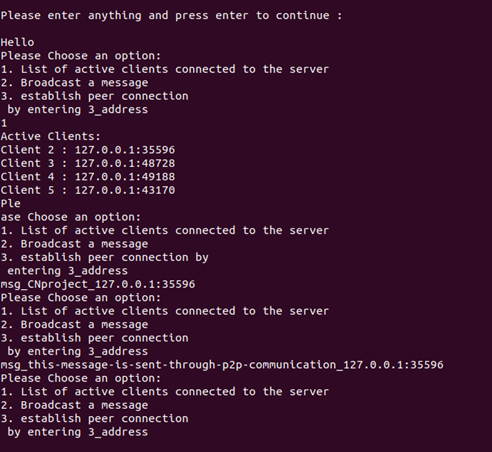 Please enter anything and press enter to continue :
Hello
Please Choose an option:
1. List of active clients connected to the server
2. Broadcast a message
3. establish peer connection
by entering 3_address
1
Active Clients:
Client 2 : 127.0.0.1:35596
Client 3 : 127.0.0.1:48728
Client 4 : 127.0.0.1:49188
Client 5 : 127.0.0.1:43170
Ple
ase Choose an option:
1. List of active clients connected to the server
2. Broadcast a message
3. establish peer connection by
entering 3_address
msg_CNproject_127.0.0.1:35596
Please Choose an option:
1. List of active clients connected to the server
2. Broadcast a message
3. establish peer connection
by entering 3_address
msg_this-message-is-sent-through-p2p-communication_127.0.0.1:35596
Please Choose an option:
1. List of active clients connected to the server
2. Broadcast a message
3. establish peer connection
by entering 3_address